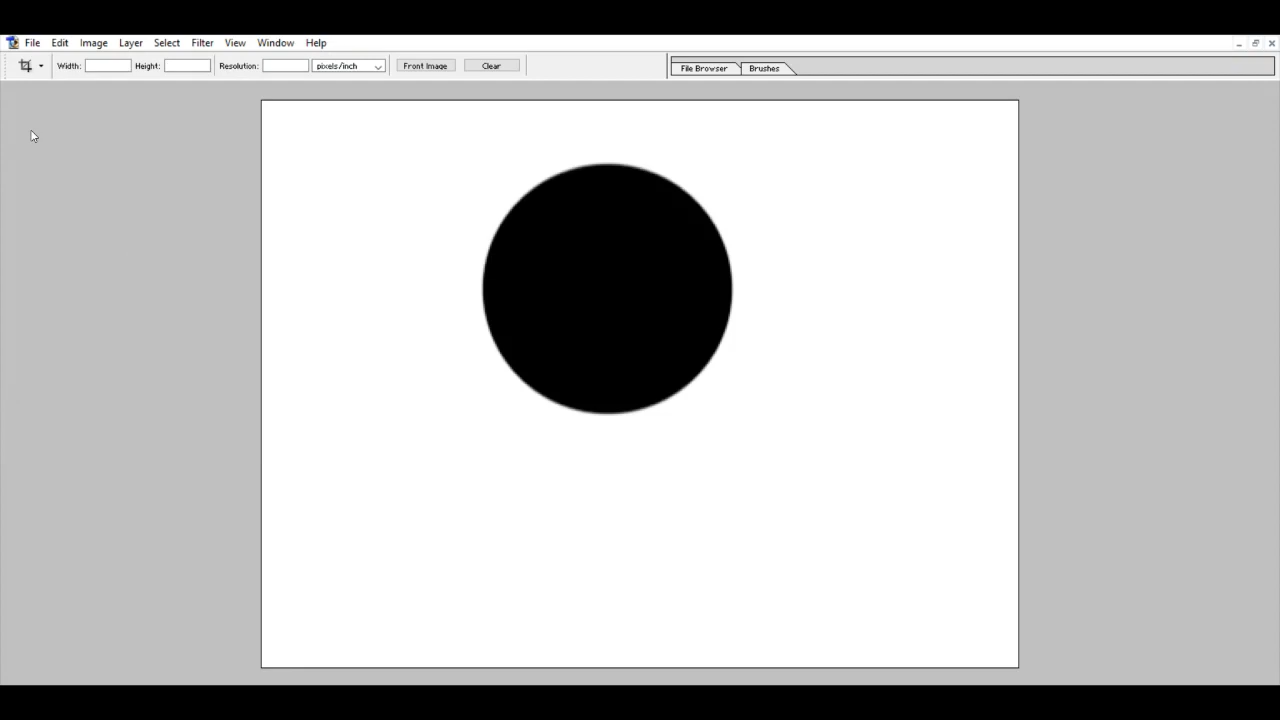 File Edit Image Layer Select Filter View Window Help
Width: Height: Resolution: pixels/inch Front Image Clear File Browser Brushes